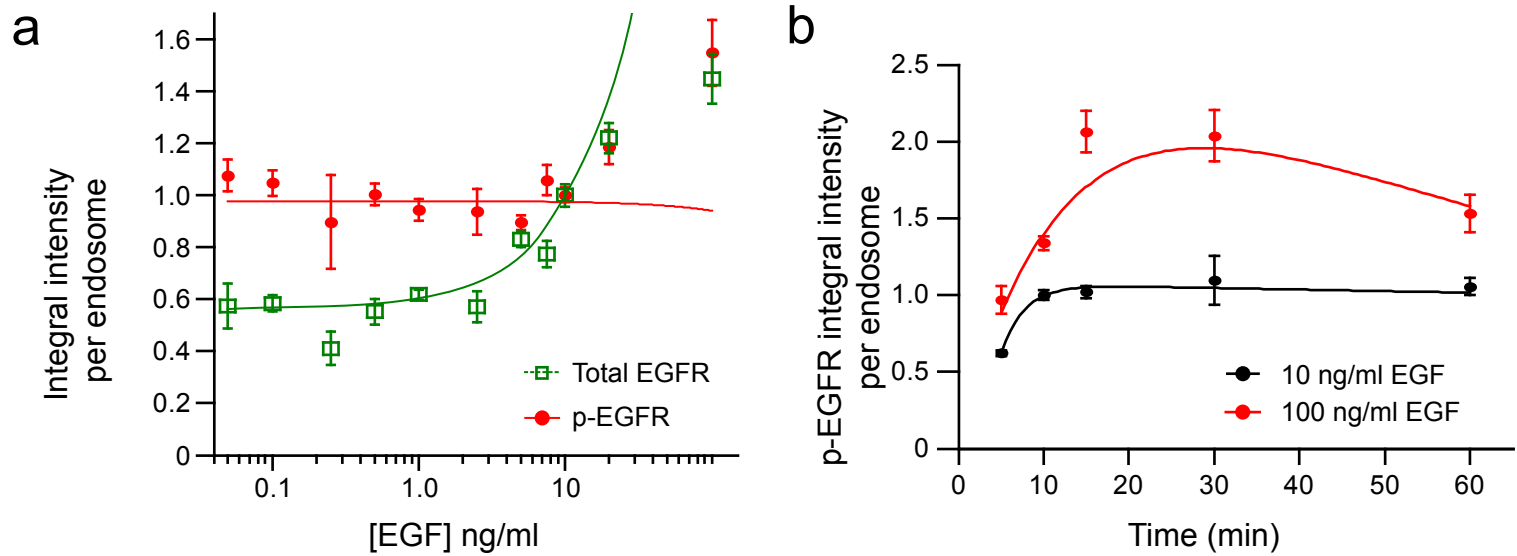 a
Integral intensity
per endosome
1.6
1.4
1.2
1.0
0.8
0.6
0.4
0.2
0
0.1
1.0
10
[EGF] ng/ml
Total EGFR
p-EGFR
b
p-EGFR integral intensity
per endosome
2.5
2.0
1.5
1.0
0.5
0
0
10
20
30
40
50
60
Time (min)
10 ng/ml EGF
100 ng/ml EGF